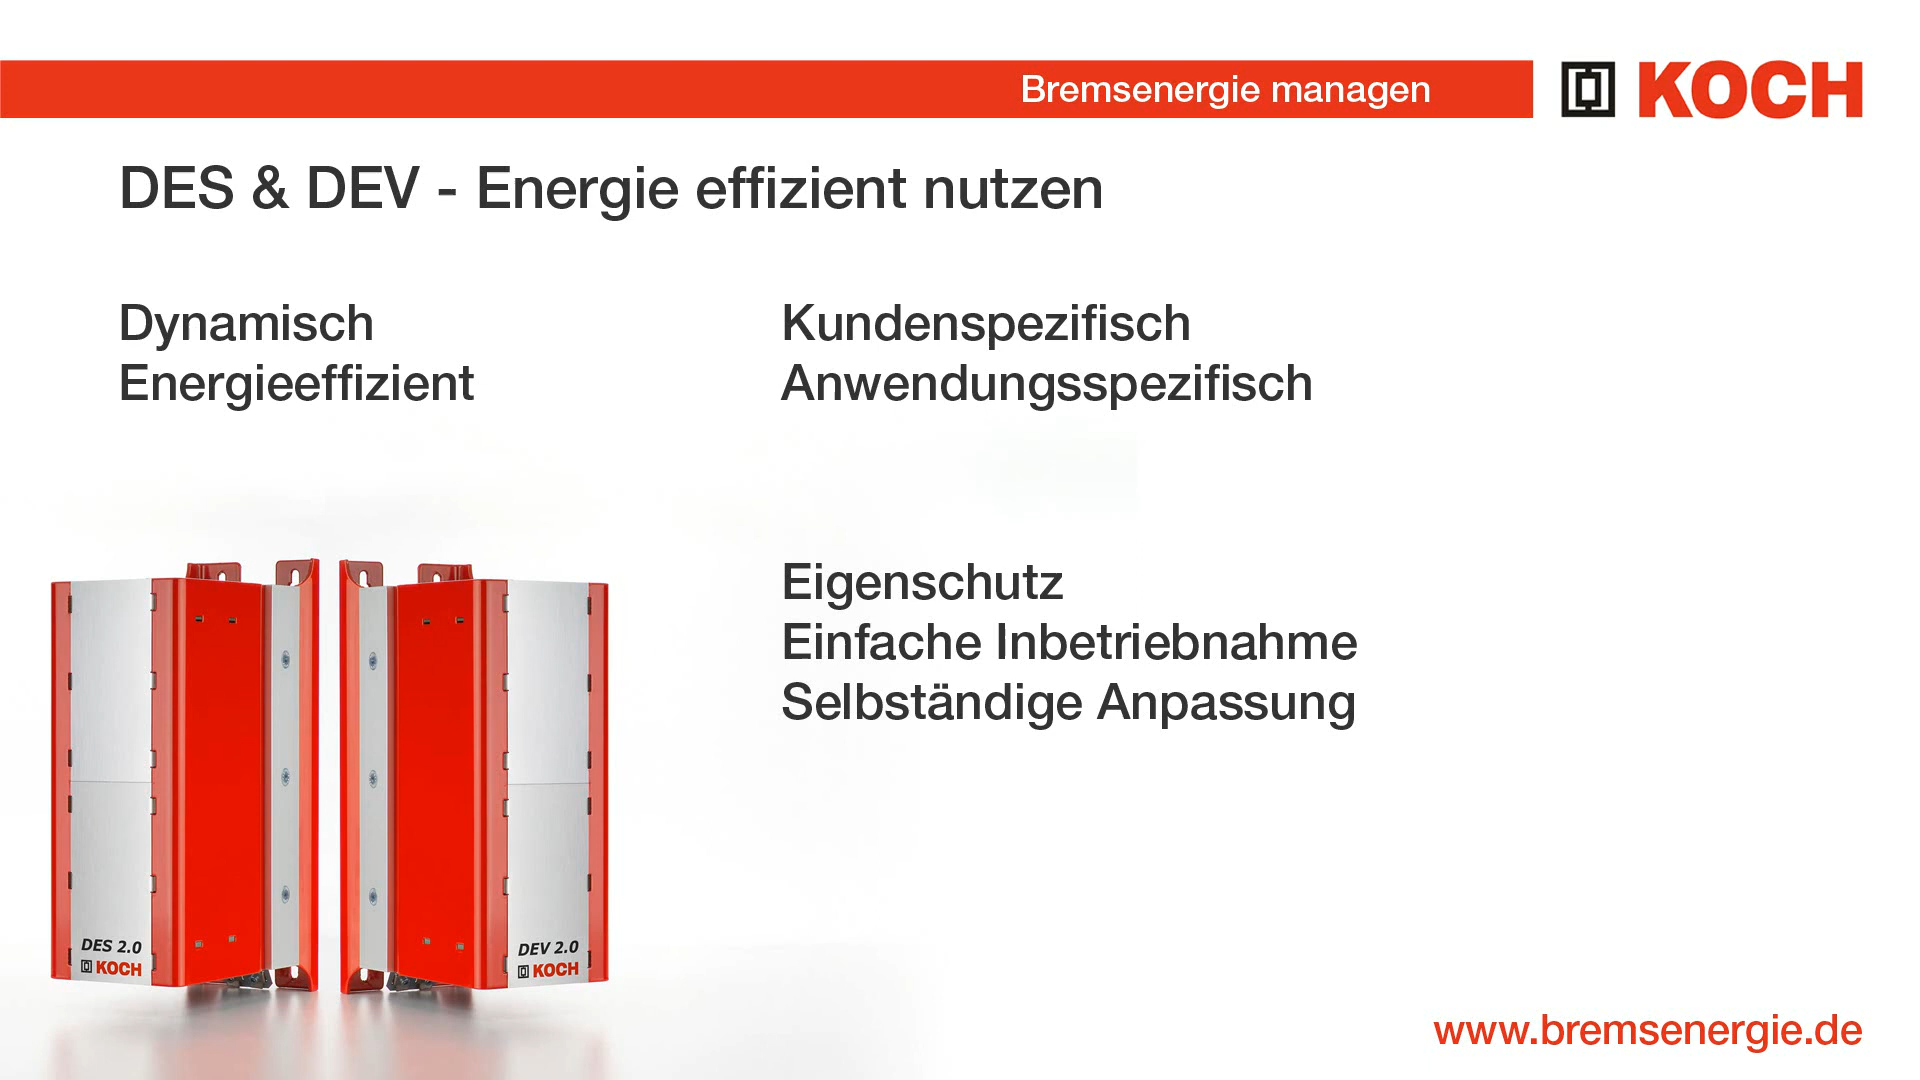 Bremsenergie managen
KOCH
DES & DEV - Energie effizient nutzen
Dynamisch
Energieeffizient
Kundenspezifisch
Anwendungsspezifisch
Eigenschutz
Einfache Inbetriebnahme
Selbständige Anpassung
DES 2.0
KOCH
DEV 2.0
KOCH
www.bremsenergie.de